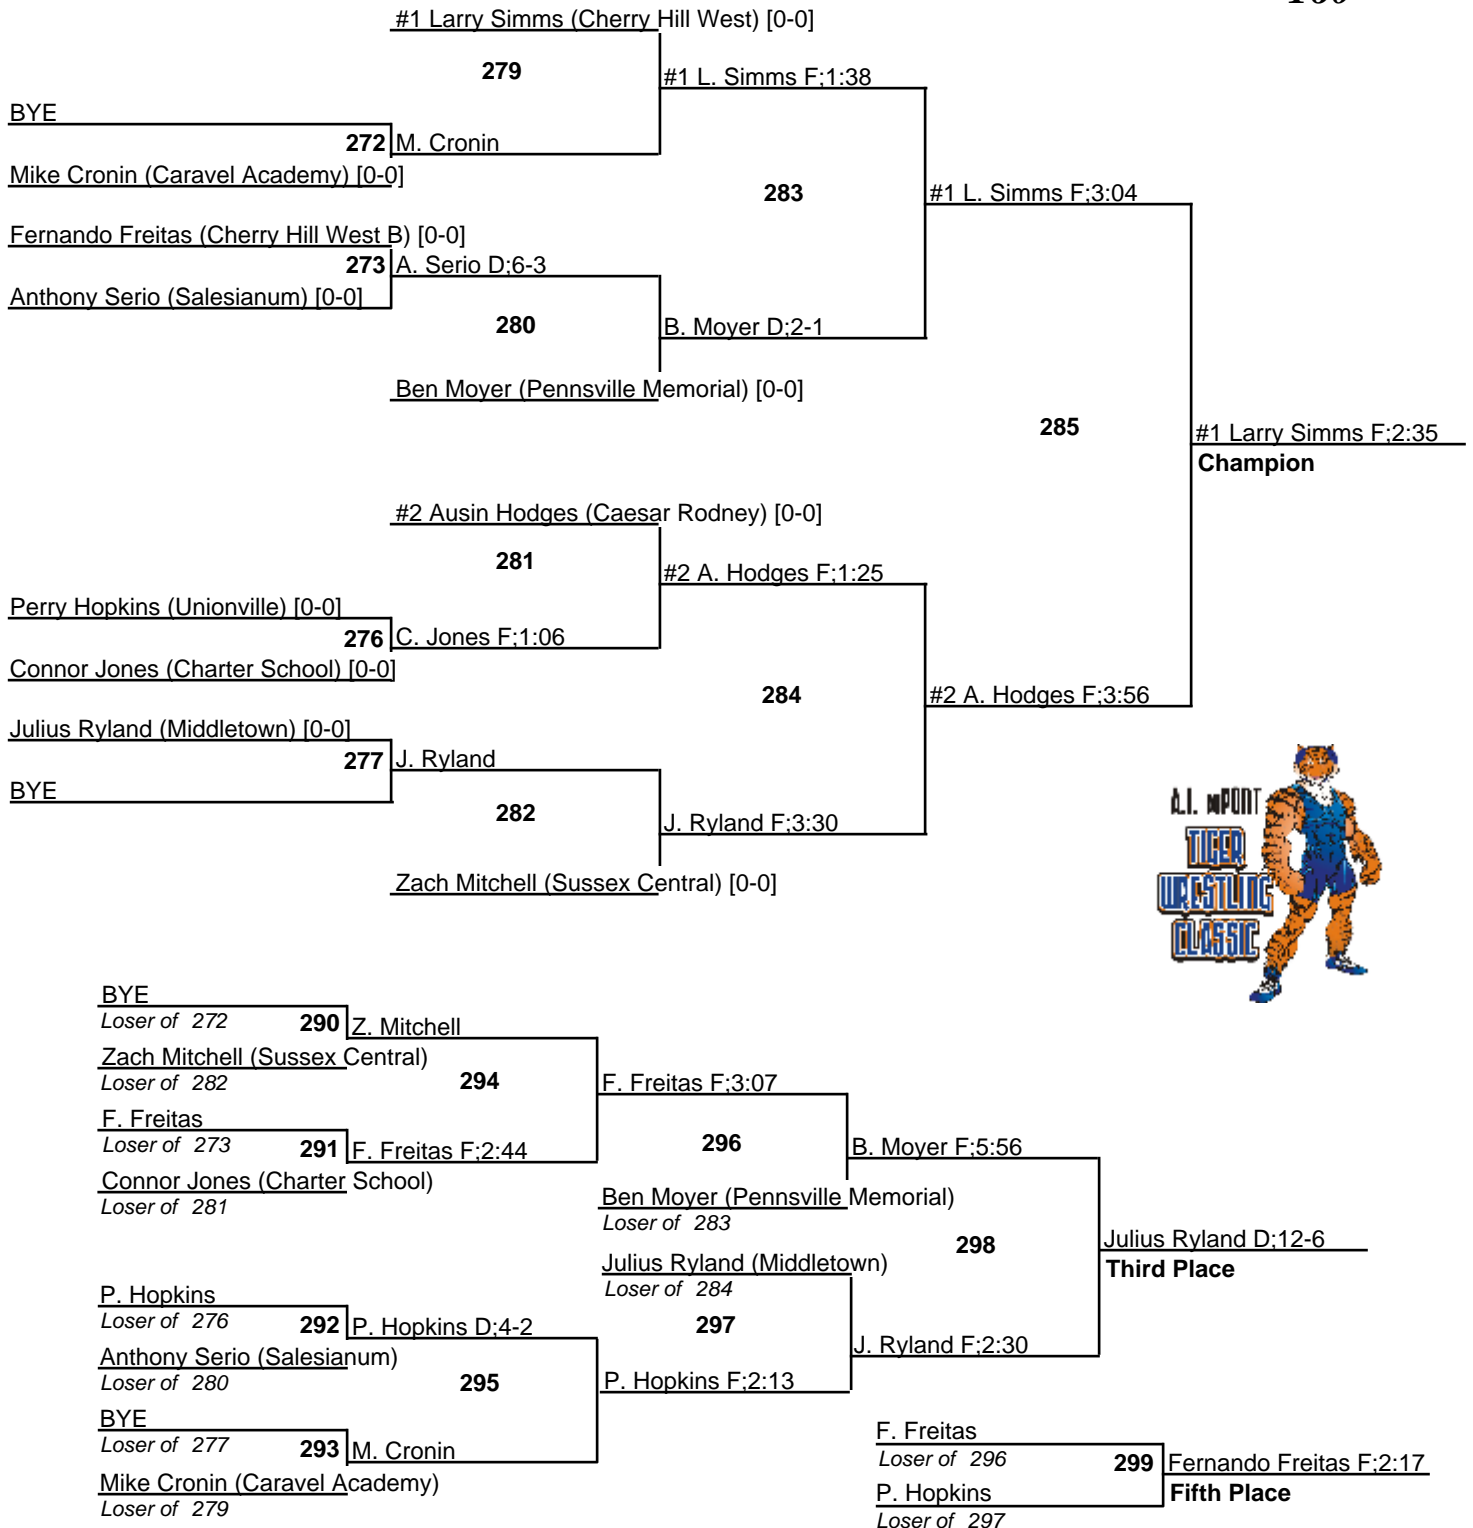 #1 Larry Simms (Cherry Hill West) [0-0]
279
#1 L. Simms F;1:38
BYE
272 M. Cronin
Mike Cronin (Caravel Academy) [0-0]
283
#1 L. Simms F;3:04
Fernando Freitas (Cherry Hill West B) [0-0]
273 A. Serio D;6-3
Anthony Serio (Salesianum) [0-0]
280
B. Moyer D;2-1
Ben Moyer (Pennsville Memorial) [0-0]
285
#1 Larry Simms F;2:35
Champion
#2 Ausin Hodges (Caesar Rodney) [0-0]
281
#2 A. Hodges F;1:25
Perry Hopkins (Unionville) [0-0]
276 C. Jones F;1:06
Connor Jones (Charter School) [0-0]
284
#2 A. Hodges F;3:56
Julius Ryland (Middletown) [0-0]
277 J. Ryland
BYE
282
J. Ryland F;3:30
Zach Mitchell (Sussex Central) [0-0]
A.I. duPONT
TIGER
WRESTLING
CLASSIC
BYE
Loser of 272
290 Z. Mitchell
Zach Mitchell (Sussex Central)
Loser of 282
294
F. Freitas F;3:07
F. Freitas
Loser of 273
291 F. Freitas F;2:44
Connor Jones (Charter School)
Loser of 281
296
B. Moyer F;5:56
Ben Moyer (Pennsville Memorial)
Loser of 283
298
Julius Ryland D;12-6
Third Place
Julius Ryland (Middletown)
Loser of 284
P. Hopkins
Loser of 276
292 P. Hopkins D;4-2
297
J. Ryland F;2:30
Anthony Serio (Salesianum)
Loser of 280
295
P. Hopkins F;2:13
BYE
Loser of 277
293 M. Cronin
Mike Cronin (Caravel Academy)
Loser of 279
F. Freitas
Loser of 296
299 Fernando Freitas F;2:17
Fifth Place
P. Hopkins
Loser of 297